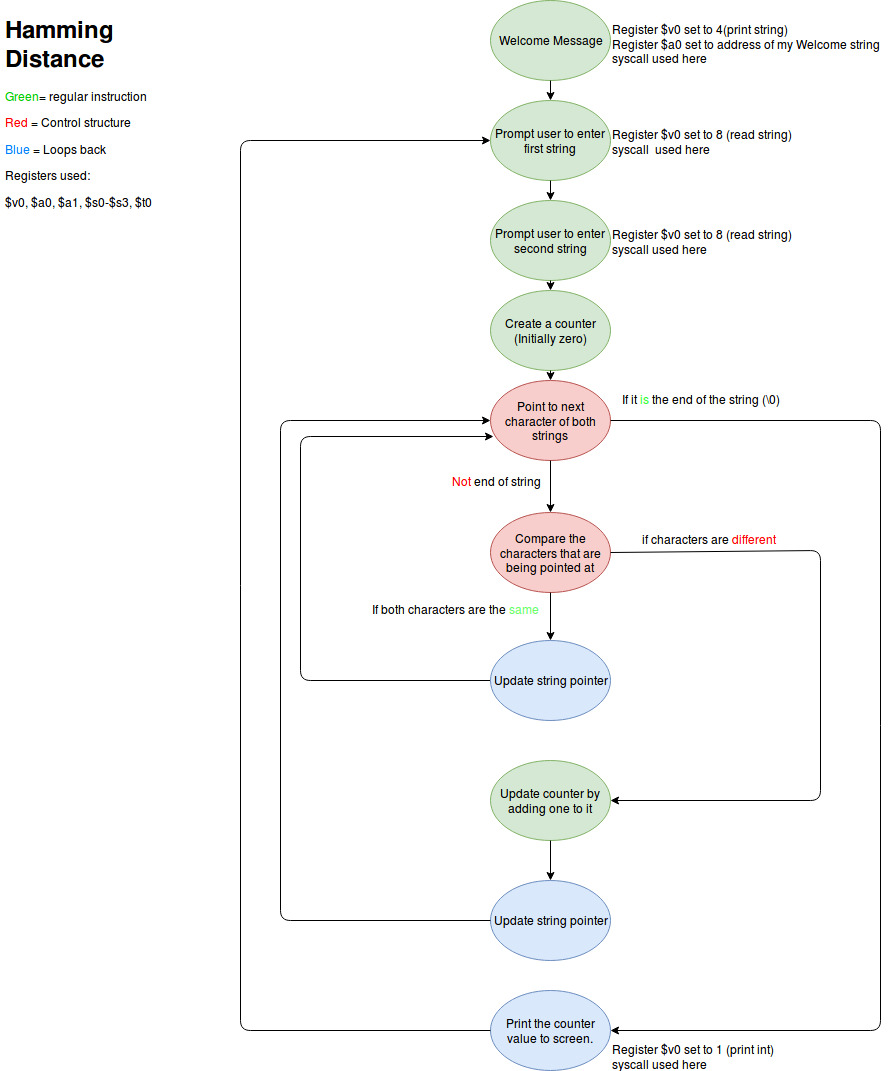 Hamming
Distance
Green= regular instruction
Red = Control structure
Blue = Loops back
Registers used:
$v0, $a0, $a1, $s0-$s3, $t0
Welcome Message
Register $v0 set to 4(print string)
Register $a0 set to address of my Welcome string
syscall used here
Prompt user to enter
first string
Register $v0 set to 8 (read string)
syscall  used here
Prompt user to enter
second string
Register $v0 set to 8 (read string)
syscall used here
Create a counter
(Initially zero)
Point to next
character of both
strings
If it is the end of the string (\0)
Not end of string
Compare the
characters that are
being pointed at
if characters are different
If both characters are the same
Update string pointer
Update counter by
adding one to it
Update string pointer
Print the counter
value to screen.
Register $v0 set to 1 (print int)
syscall used here